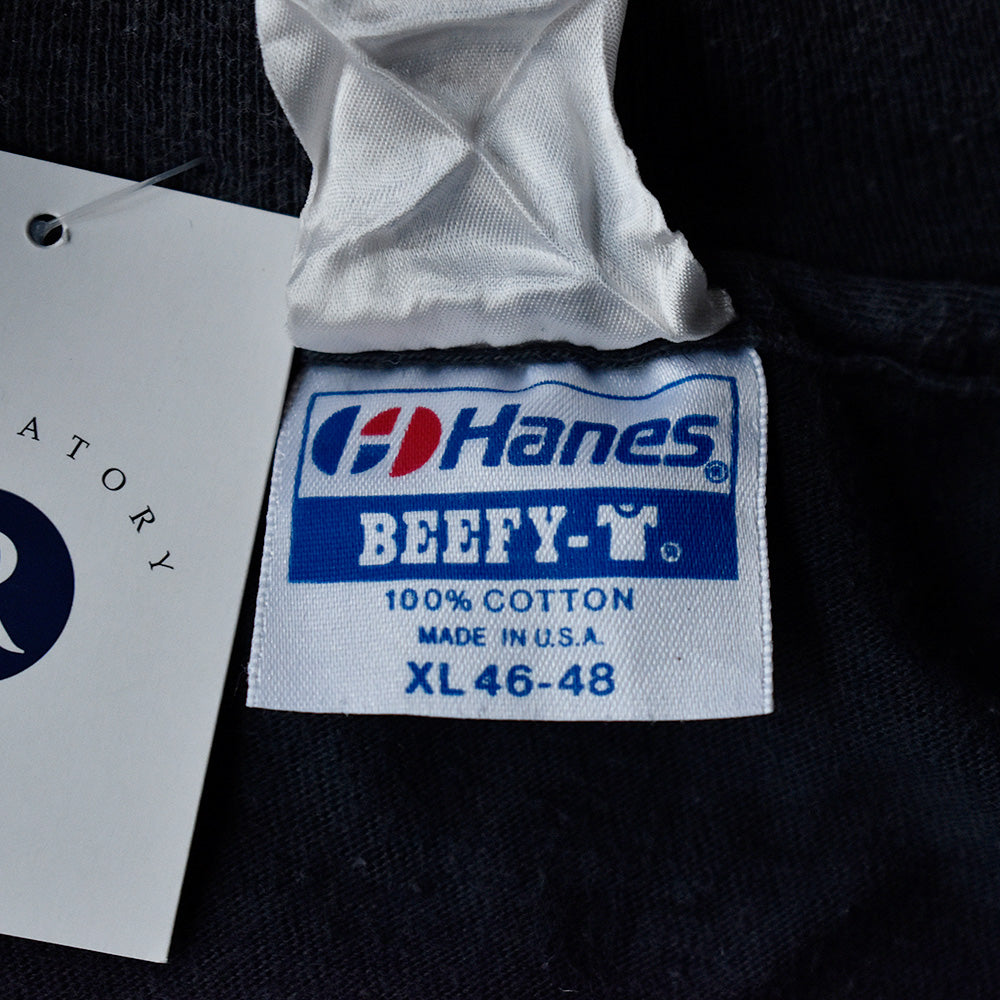 Hanes®
BEEFY-T®
100% COTTON
MADE IN U.S.A.
XL 46-48
ATORY
R